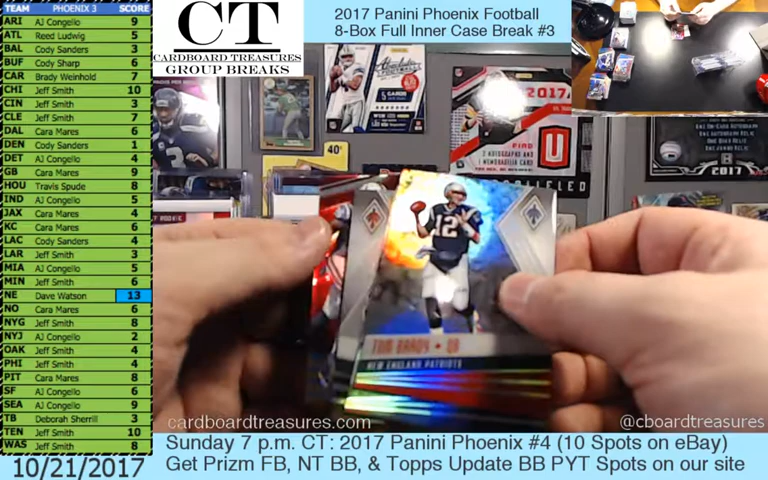 TEAM PHOENIX 3 SCORE
ARI AJ Congello 9
ATL Reed Ludwig 5
BAL Cody Sanders 3
BUF Cody Sharp 6
CAR Brady Weinhold 7
CHI Jeff Smith 10
CIN Jeff Smith 3
CLE Jeff Smith 7
DAL Cara Mares 6
DEN Cody Sanders 1
DET AJ Congello 4
GB Cara Mares 9
HOU Travis Spude 8
IND AJ Congello 5
JAX Cara Mares 4
KC Cara Mares 6
LAC Cody Sanders 4
LAR Jeff Smith 3
MIA AJ Congello 5
MIN Jeff Smith 6
NE Dave Watson 13
NO Cara Mares 6
NYG Jeff Smith 8
NYJ AJ Congello 2
OAK Jeff Smith 4
PHI Jeff Smith 4
PIT Cara Mares 8
SF AJ Congello 6
SEA AJ Congello 9
TB Deborah Sherrill 3
TEN Jeff Smith 10
WAS Jeff Smith 8
10/21/2017
CT
CARDBOARD TREASURES
GROUP BREAKS
2017 Panini Phoenix Football
8-Box Full Inner Case Break #3
Absolute
5 CARDS
2017
FIND
U
40¢
2017
12
TOM BRADY QB
NEW ENGLAND PATRIOTS
cardboardtreasures.com
@cboardtreasures
Sunday 7 p.m. CT: 2017 Panini Phoenix #4 (10 Spots on eBay)
Get Prizm FB, NT BB, & Topps Update BB PYT Spots on our site